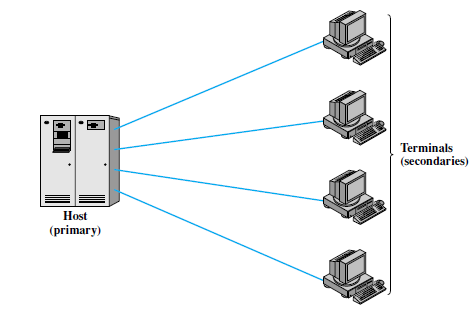 Host
(primary)
Terminals
(secondaries)